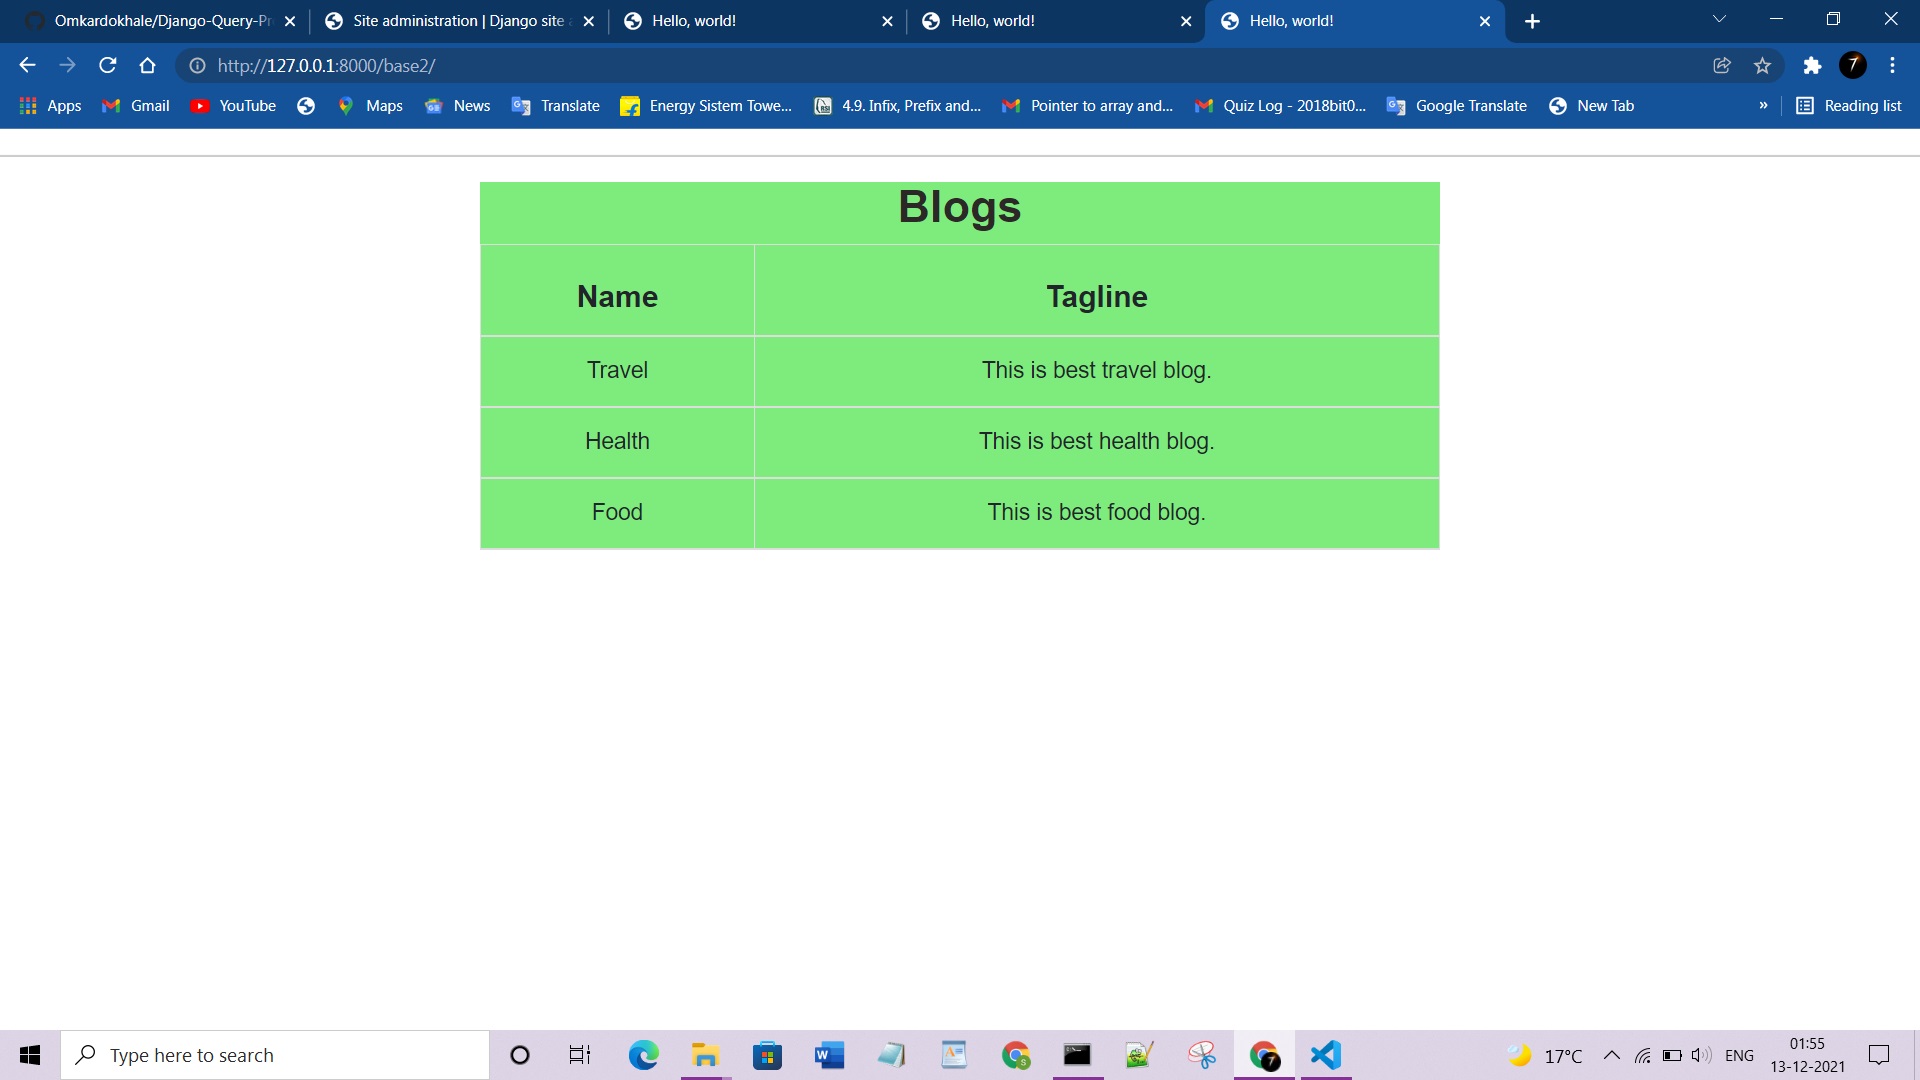 Omkardokhale/Django-Query-Pr
Site administration | Django site a
Hello, world!
Hello, world!
Hello, world!
http://127.0.0.1:8000/base2/
Apps
Gmail
YouTube
Maps
News
Translate
Energy Sistem Towe...
4.9. Infix, Prefix and...
Pointer to array and...
Quiz Log - 2018bit0...
Google Translate
New Tab
»
Reading list
Blogs
Name Tagline
Travel This is best travel blog.
Health This is best health blog.
Food This is best food blog.
Type here to search
17°C
ENG
01:55
13-12-2021